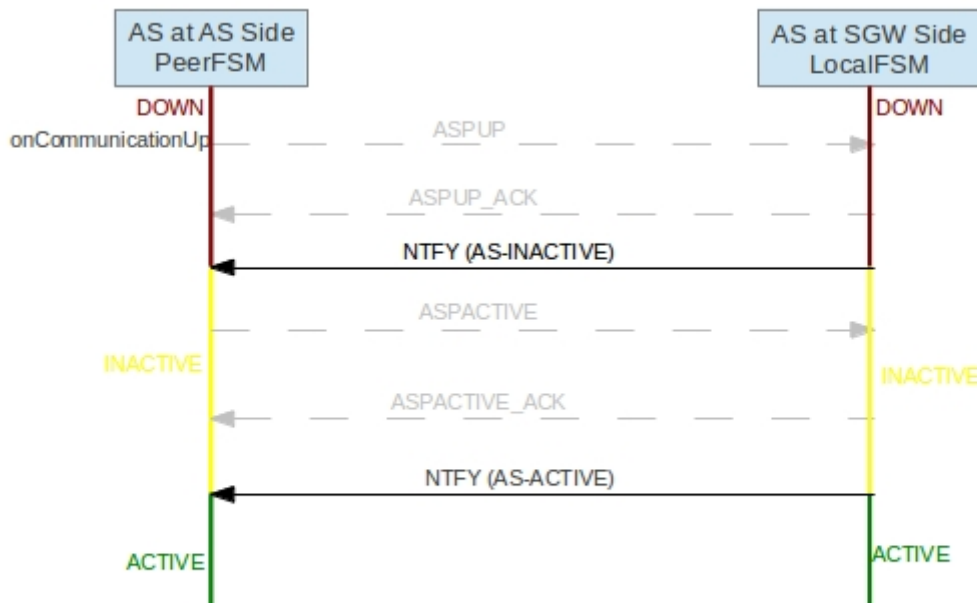 AS at AS Side
PeerFSM
AS at SGW Side
LocalFSM
DOWN
DOWN
onCommunicationUp
ASPUP
ASPUP_ACK
NTFY (AS-INACTIVE)
ASPACTIVE
INACTIVE
INACTIVE
ASPACTIVE_ACK
NTFY (AS-ACTIVE)
ACTIVE
ACTIVE